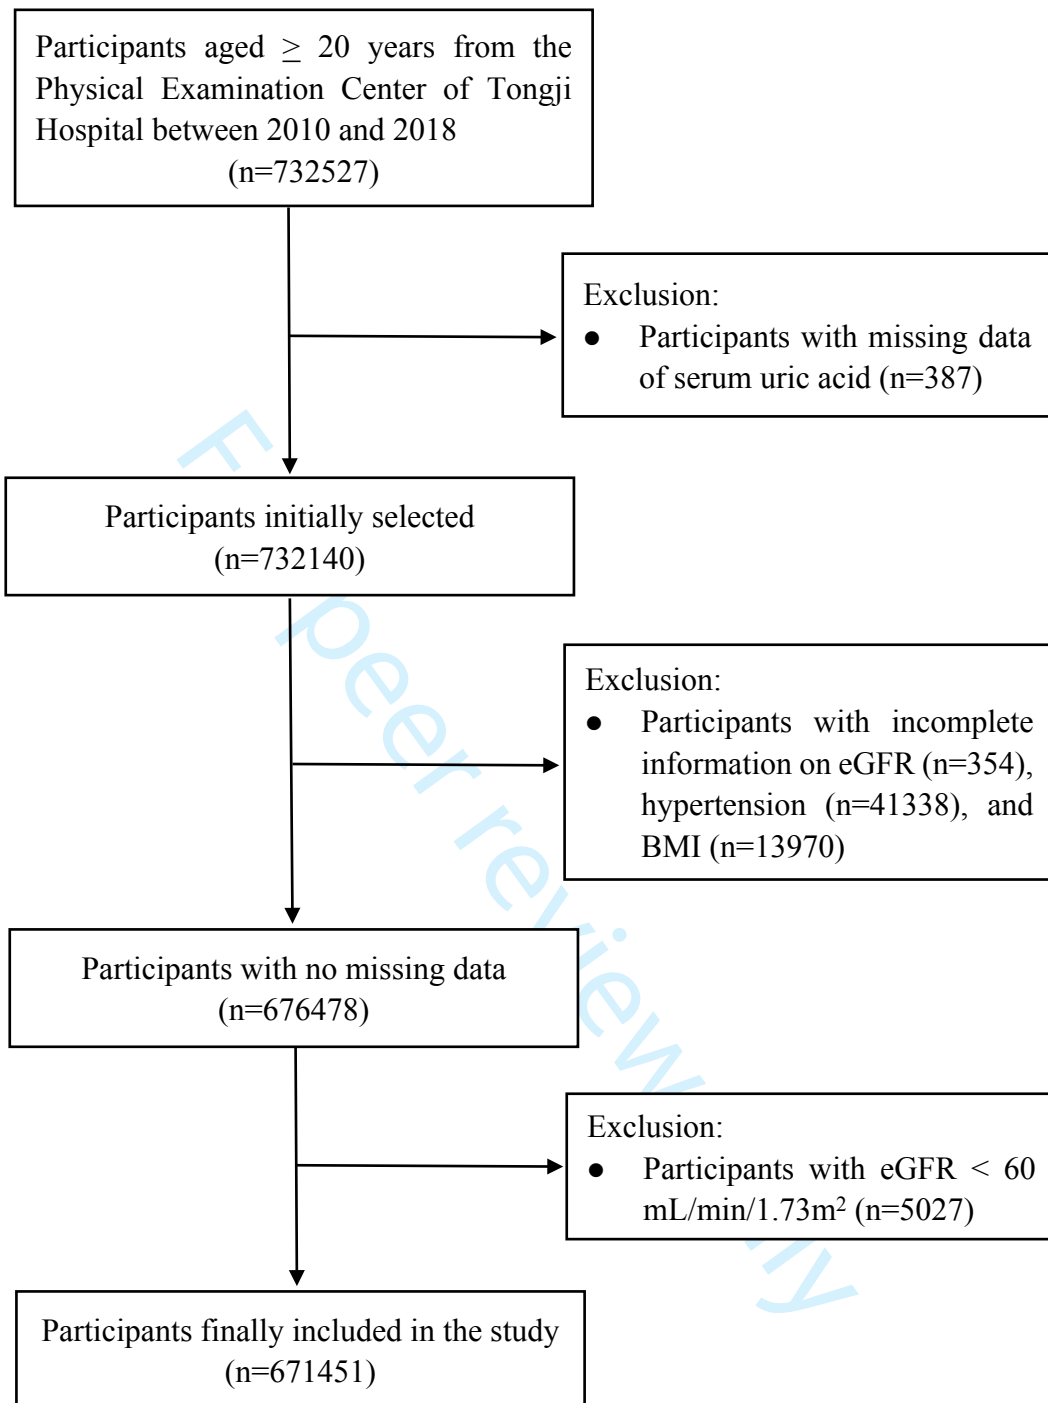 Participants aged ≥ 20 years from the
Physical Examination Center of Tongji
Hospital between 2010 and 2018
(n=732527)
Exclusion:
● Participants with missing data
of serum uric acid (n=387)
Participants initially selected
(n=732140)
Exclusion:
● Participants with incomplete
information on eGFR (n=354),
hypertension (n=41338), and
BMI (n=13970)
Participants with no missing data
(n=676478)
Exclusion:
● Participants with eGFR < 60
mL/min/1.73m² (n=5027)
Participants finally included in the study
(n=671451)
peer review